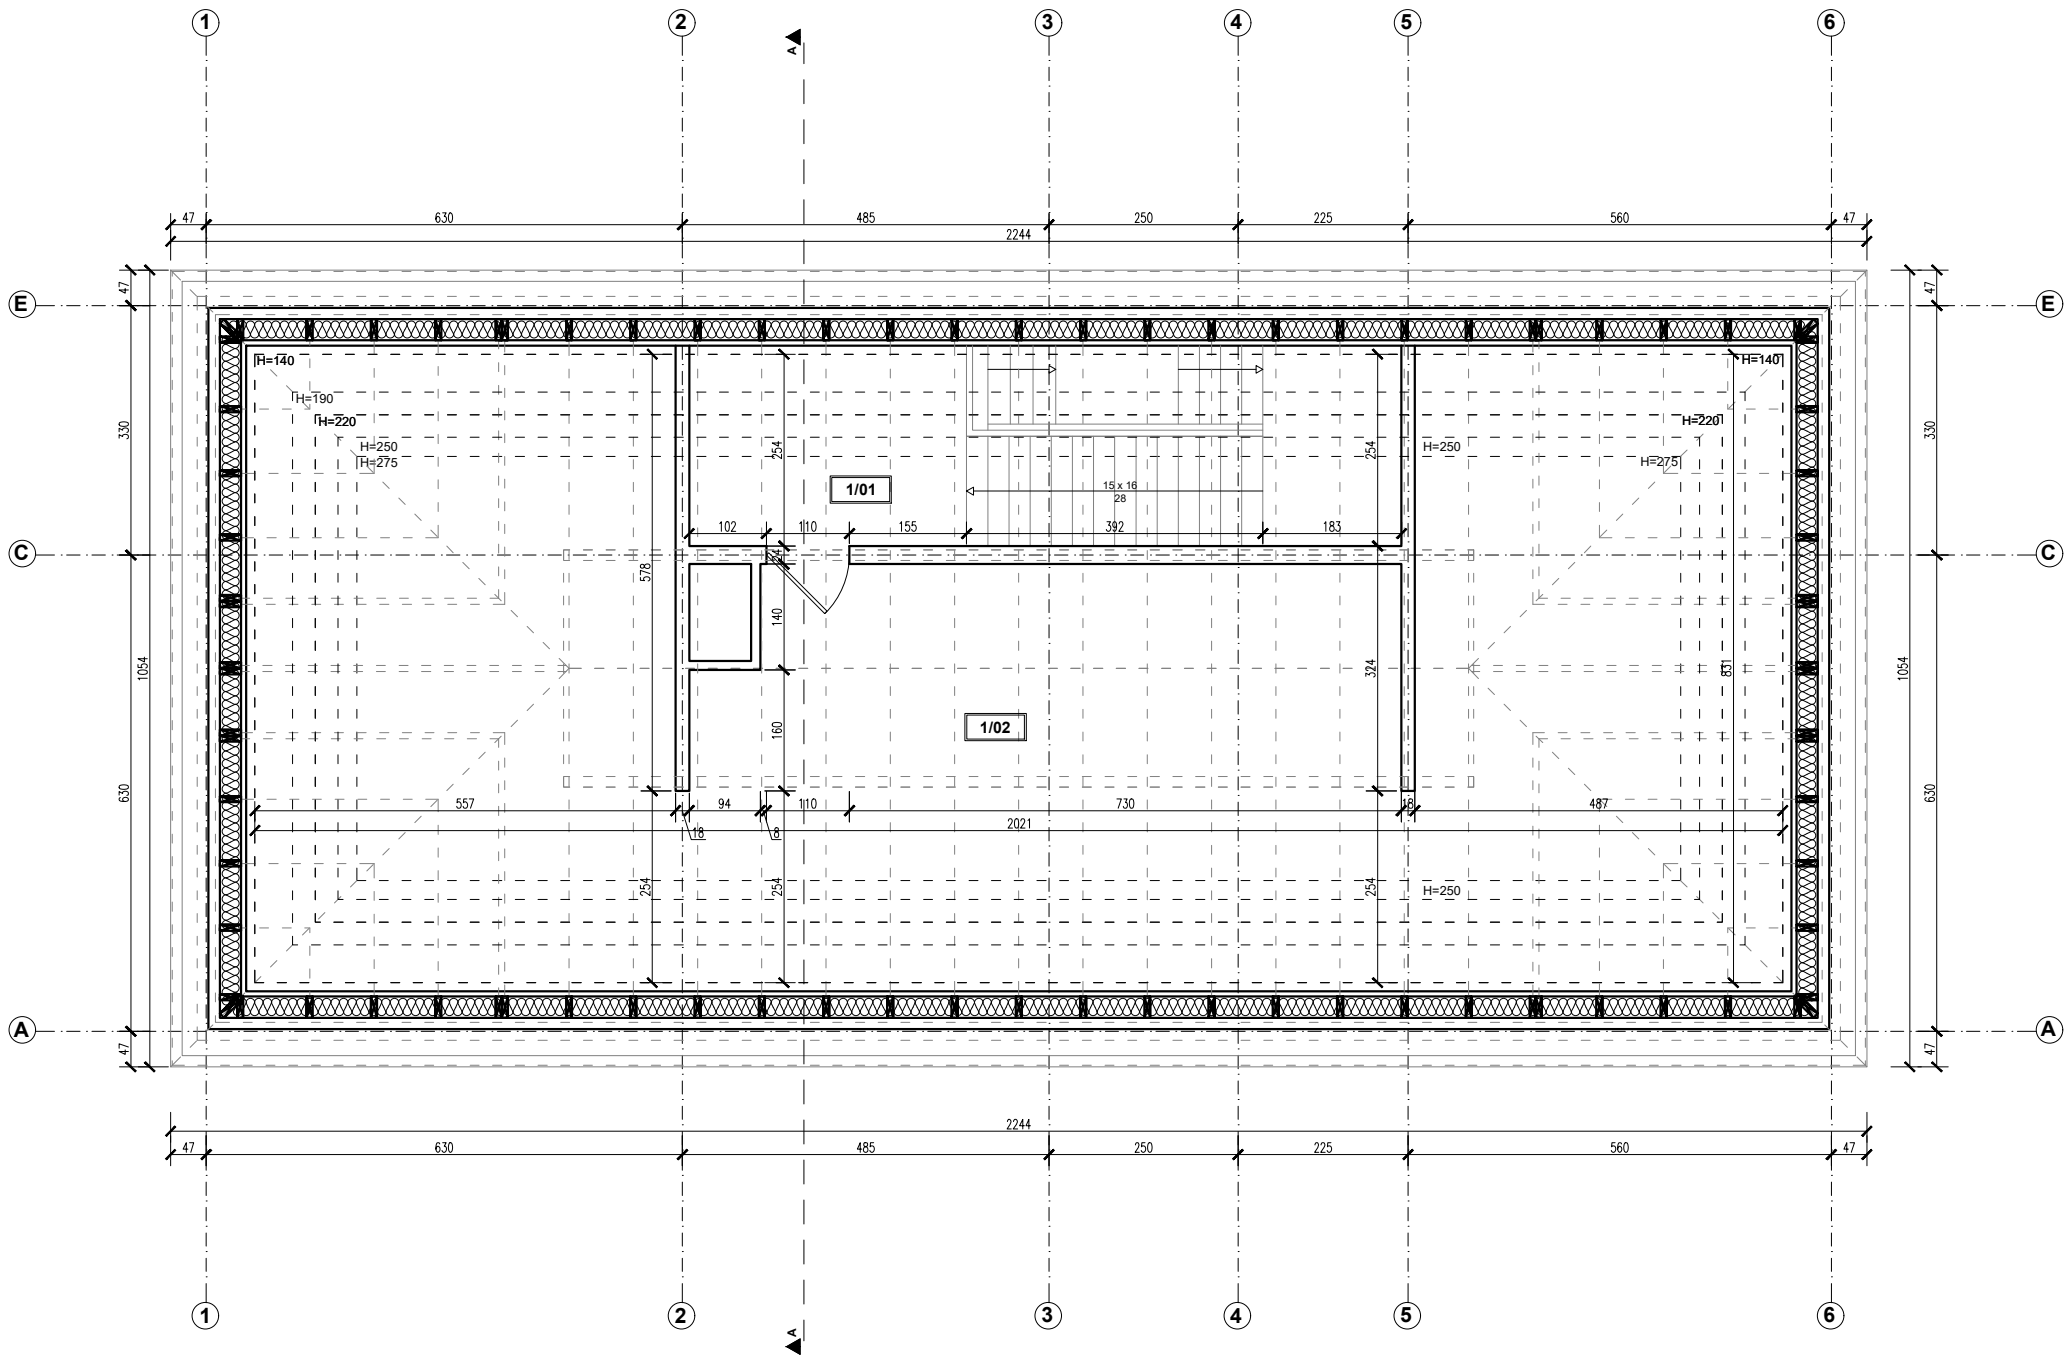 1 2 3 4 5 6
A
47 630 485 250 225 560 47
2244
47 47
E E
H=140 H=140
H=190
H=220 H=220
330 330
H=250 H=250
H=275 H=275
254 254
1/01
15 x 16
28
102 110 155 392 183
C C
24
578
140
324
1054 831 1054
160
1/02
630 630
557 94 110 730 18 487
18 8
2021
254 254 254
H=250
A A
47 47
2244
47 630 485 250 225 560 47
1 2 3 4 5 6
A